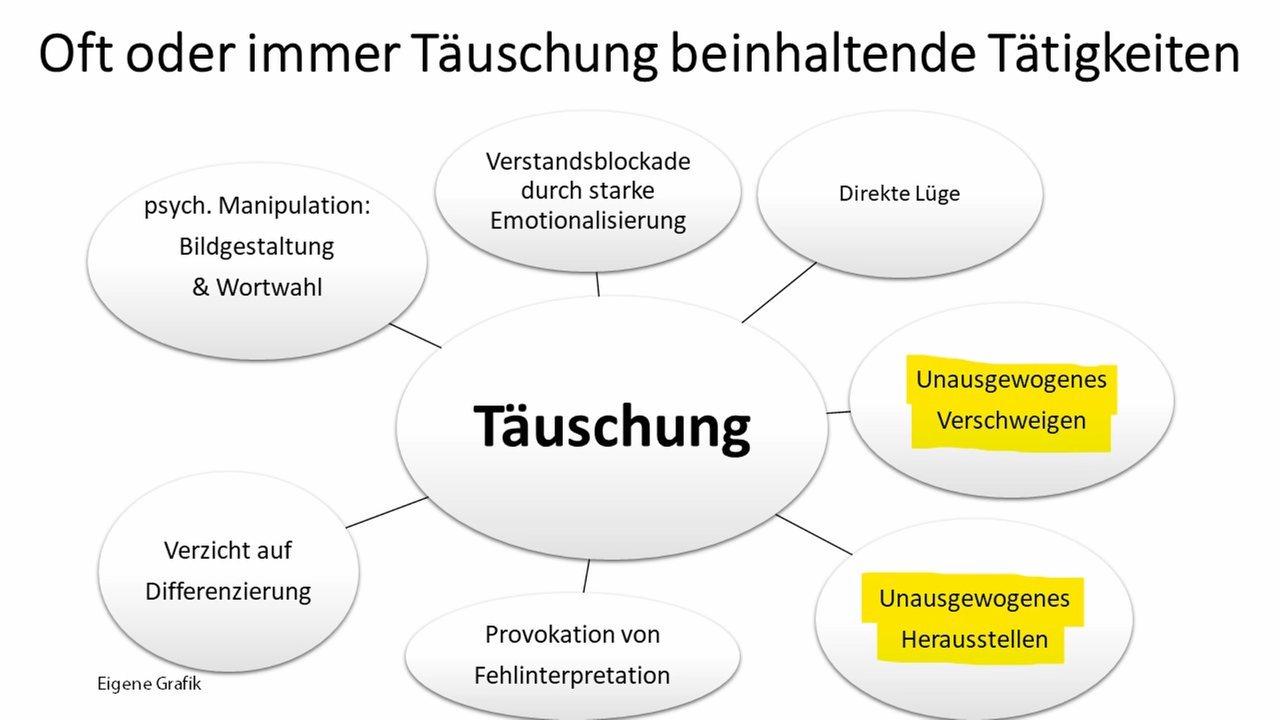 Oft oder immer Täuschung beinhaltende Tätigkeiten
psych. Manipulation:
Bildgestaltung
& Wortwahl
Verstandsblockade
durch starke
Emotionalisierung
Direkte Lüge
Unausgewogenes
Verschweigen
Täuschung
Verzicht auf
Differenzierung
Provokation von
Fehlinterpretation
Unausgewogenes
Herausstellen
Eigene Grafik